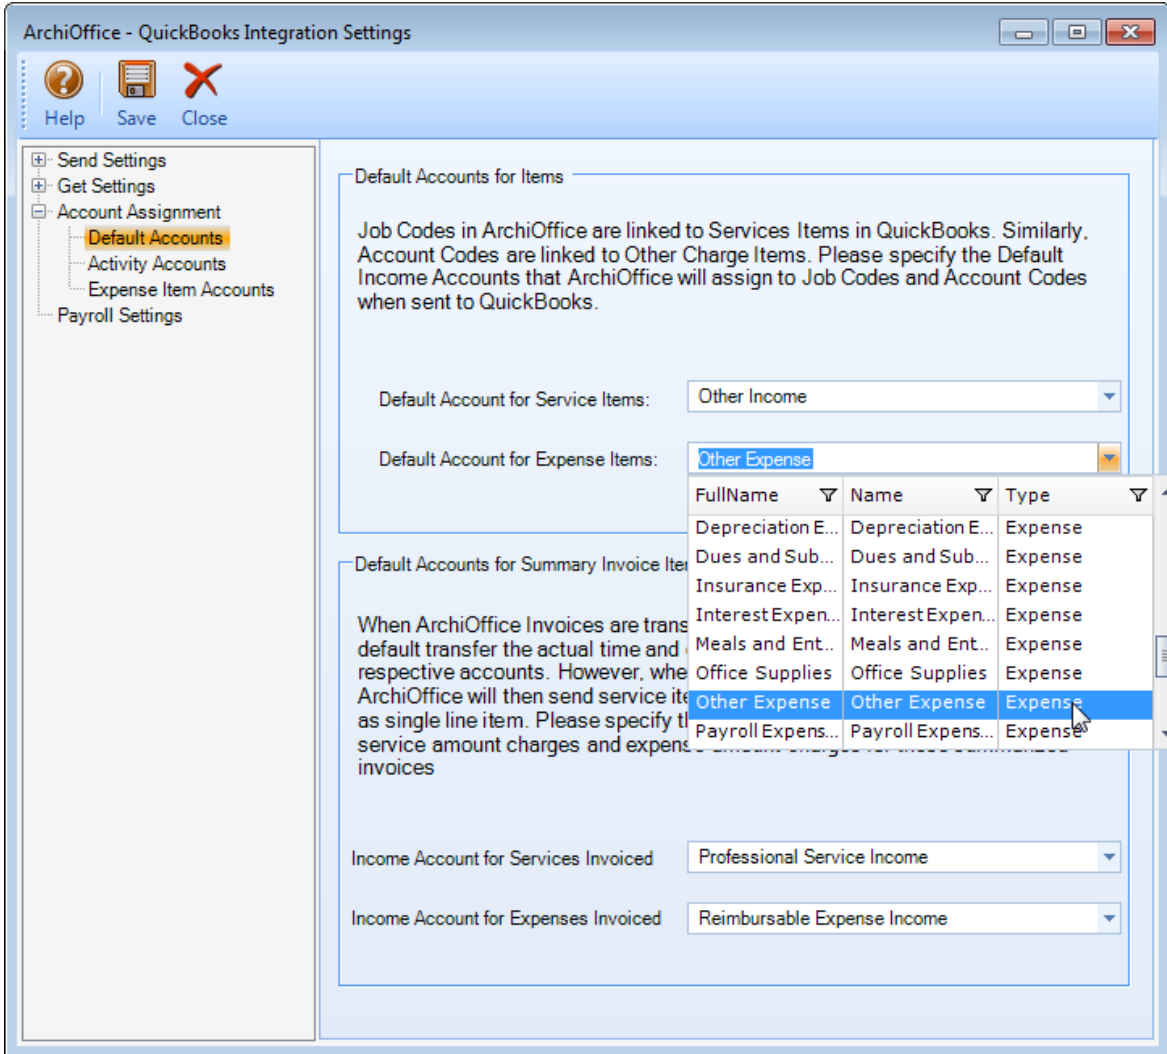 ArchiOffice - QuickBooks Integration Settings
Help Save Close
Send Settings
Get Settings
Account Assignment
Default Accounts
Activity Accounts
Expense Item Accounts
Payroll Settings
Default Accounts for Items
Job Codes in ArchiOffice are linked to Services Items in QuickBooks. Similarly,
Account Codes are linked to Other Charge Items. Please specify the Default
Income Accounts that ArchiOffice will assign to Job Codes and Account Codes
when sent to QuickBooks.
Default Account for Service Items: Other Income
Default Account for Expense Items: Other Expense
FullName Name Type
Depreciation E... Depreciation E... Expense
Dues and Sub... Dues and Sub... Expense
Insurance Exp... Insurance Exp... Expense
Interest Expen... Interest Expen... Expense
Meals and Ent... Meals and Ent... Expense
Office Supplies Office Supplies Expense
Other Expense Other Expense Expense
Payroll Expens... Payroll Expens... Expense
Default Accounts for Summary Invoice
When ArchiOffice Invoices are
default transfer the actual time and
respective accounts. However,
ArchiOffice will then send service
as single line item. Please specify
service amount charges and expense amount charges for these summarized
invoices
Income Account for Services Invoiced Professional Service Income
Income Account for Expenses Invoiced Reimbursable Expense Income